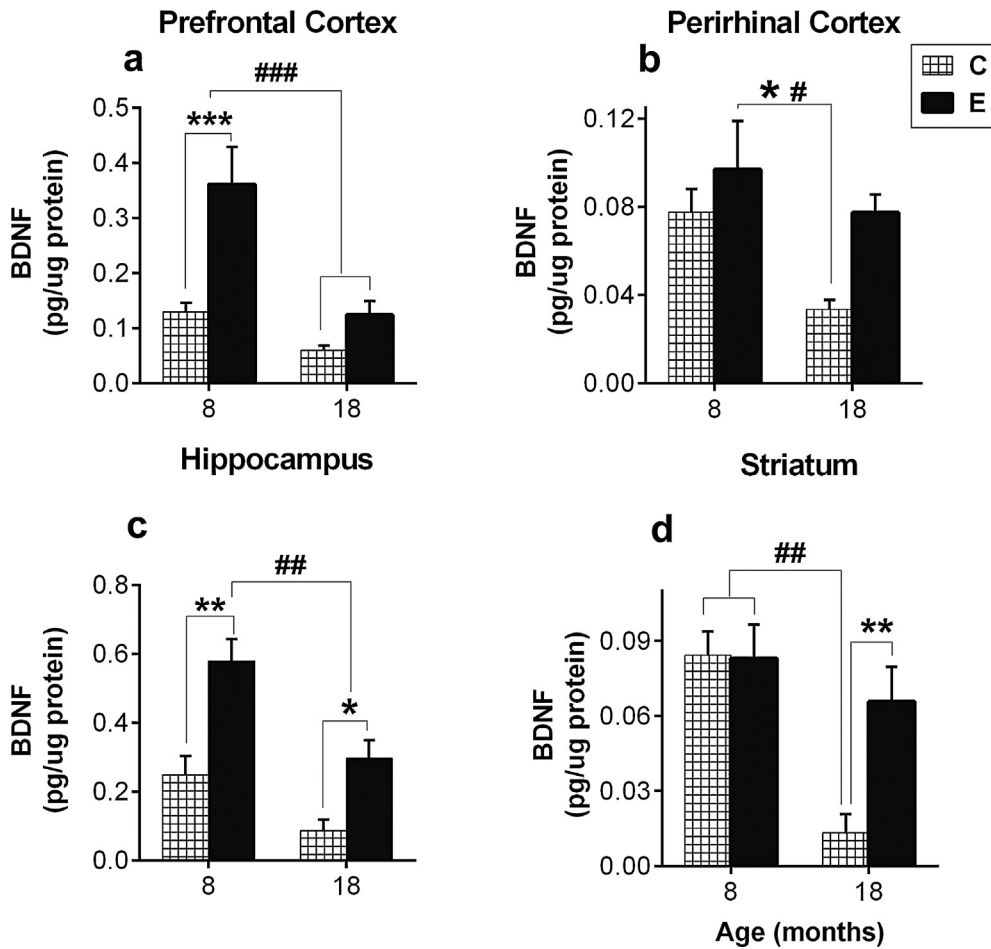 Prefrontal Cortex
a
###
***
0.5
0.4
0.3
0.2
0.1
0.0
BDNF
(pg/ug protein)
8
18
Perirhinal Cortex
b
C
E
* #
0.12
0.08
0.04
0.00
BDNF
(pg/ug protein)
8
18
Hippocampus
c
##
**
*
0.8
0.6
0.4
0.2
0.0
BDNF
(pg/ug protein)
8
18
Striatum
d
##
**
0.09
0.06
0.03
0.00
BDNF
(pg/ug protein)
8
18
Age (months)